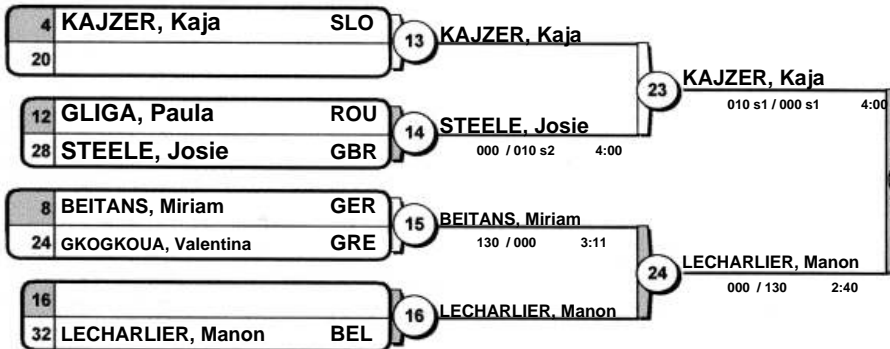 4 KAJZER, Kaja SLO
20
13 KAJZER, Kaja
12 GLIGA, Paula ROU
28 STEELE, Josie GBR
14 STEELE, Josie
000 / 010 s2 4:00
23 KAJZER, Kaja
010 s1 / 000 s1 4:00
8 BEITANS, Miriam GER
24 GKOGKOUA, Valentina GRE
15 BEITANS, Miriam
130 / 000 3:11
16
32 LECHARLIER, Manon BEL
16 LECHARLIER, Manon
24 LECHARLIER, Manon
000 / 130 2:40